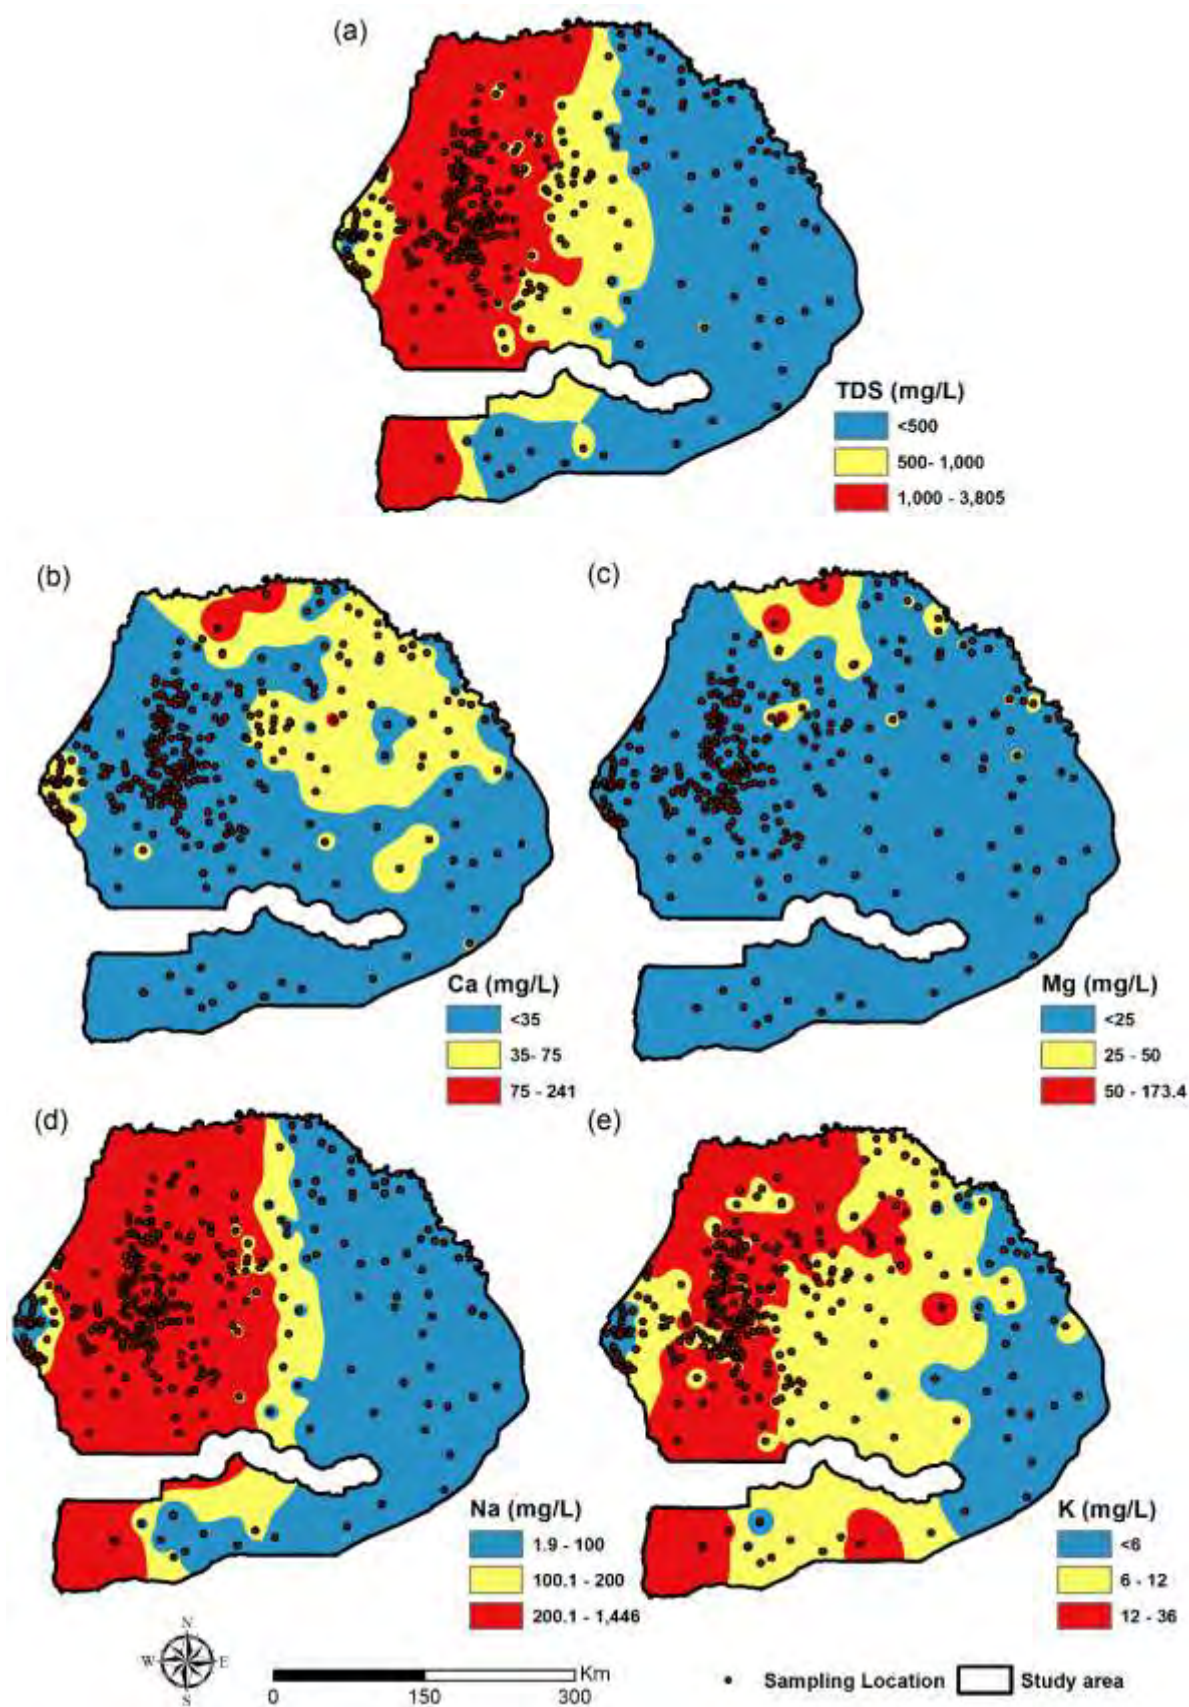 (a)
TDS (mg/L)
<500
500- 1,000
1,000 - 3,805
(b)
(c)
Ca (mg/L)
<35
35- 75
75 - 241
Mg (mg/L)
<25
25 - 50
50 - 173.4
(d)
(e)
Na (mg/L)
1.9 - 100
100.1 - 200
200.1 - 1,446
K (mg/L)
<6
6 - 12
12 - 36
N
W E
S
Km
0 150 300
Sampling Location
Study area